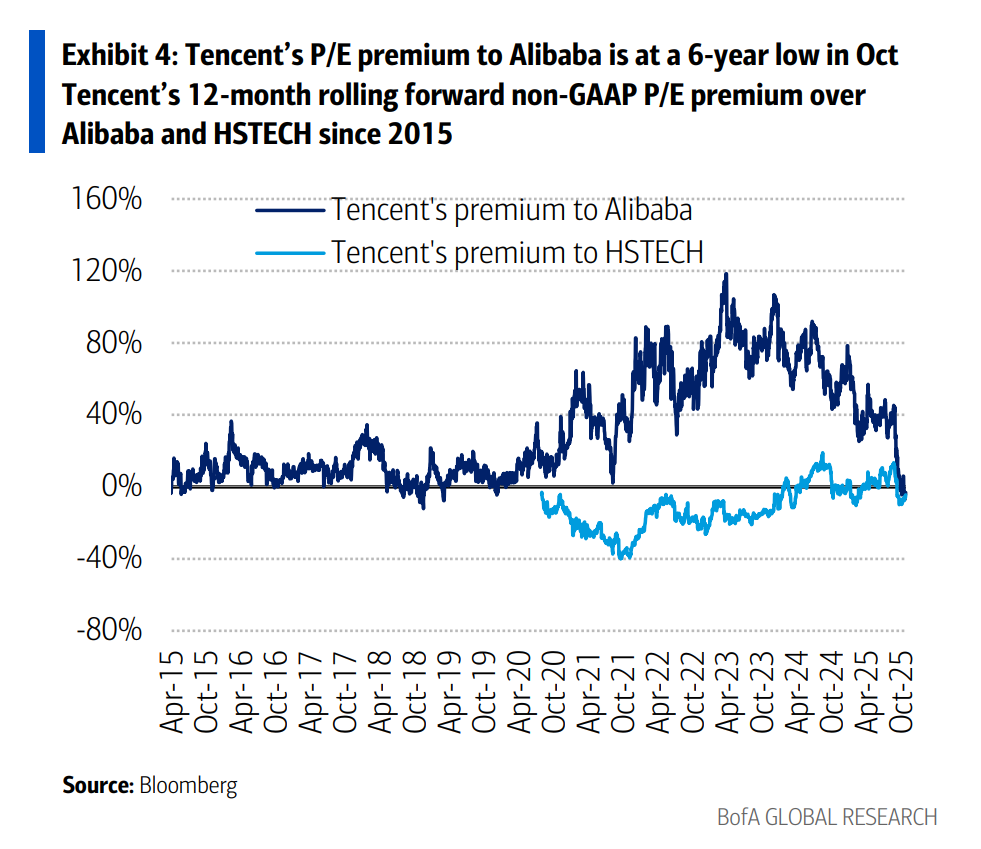 Exhibit 4: Tencent’s P/E premium to Alibaba is at a 6-year low in Oct
Tencent’s 12-month rolling forward non-GAAP P/E premium over
Alibaba and HSTECH since 2015
160%
Tencent's premium to Alibaba
Tencent's premium to HSTECH
120%
80%
40%
0%
-40%
-80%
Apr-15
Oct-15
Apr-16
Oct-16
Apr-17
Oct-17
Apr-18
Oct-18
Apr-19
Oct-19
Apr-20
Oct-20
Apr-21
Oct-21
Apr-22
Oct-22
Apr-23
Oct-23
Apr-24
Oct-24
Apr-25
Oct-25
Source: Bloomberg
BofA GLOBAL RESEARCH